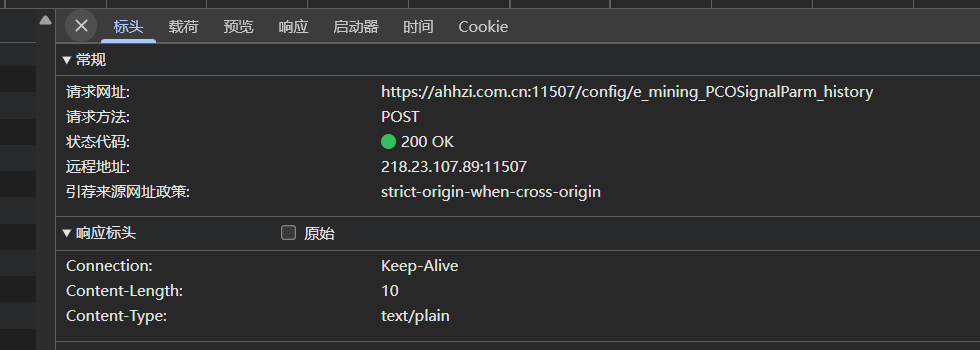 标头 载荷 预览 响应 启动器 时间 Cookie
常规
请求网址: https://ahhzi.com.cn:11507/config/e_mining_PCOSignalParm_history
请求方法: POST
状态代码: 200 OK
远程地址: 218.23.107.89:11507
引荐来源网址政策: strict-origin-when-cross-origin
响应标头 原始
Connection: Keep-Alive
Content-Length: 10
Content-Type: text/plain